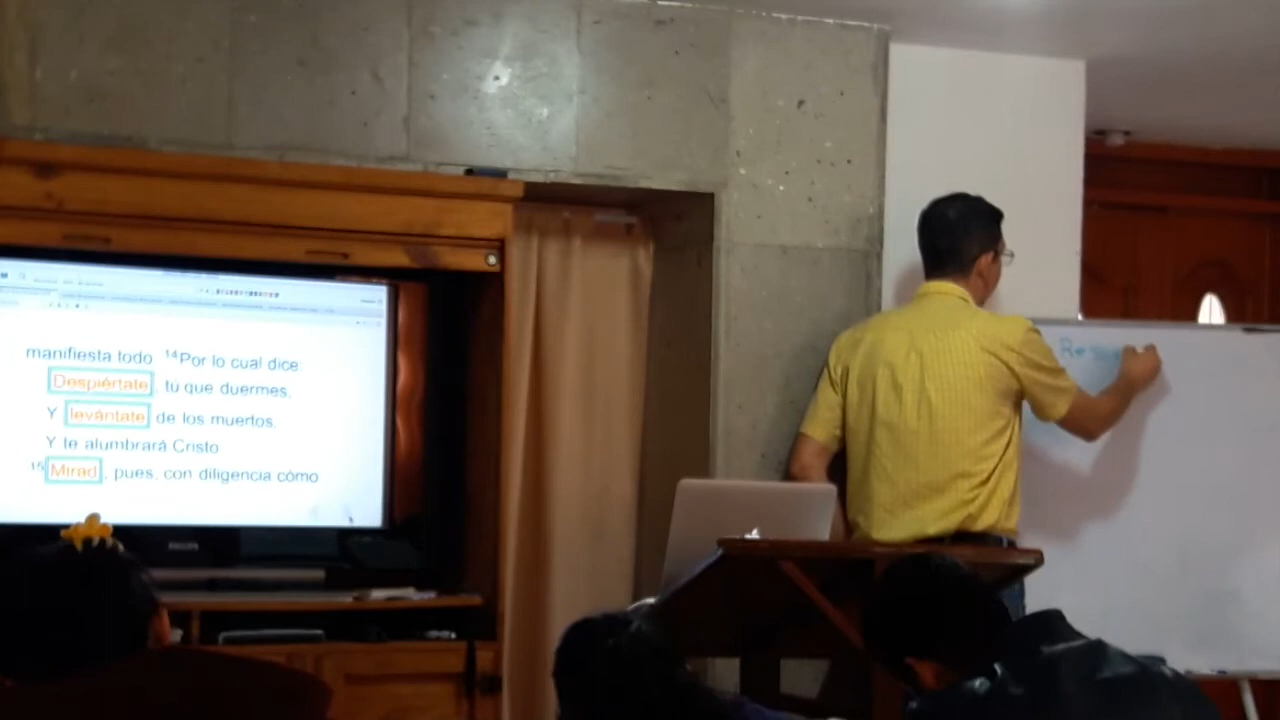 manifiesta todo 14Por lo cual dice:
Despiértate, tú que duermes,
Y levántate de los muertos,
Y te alumbrará Cristo
15Mirad, pues, con diligencia cómo
PHILIPS